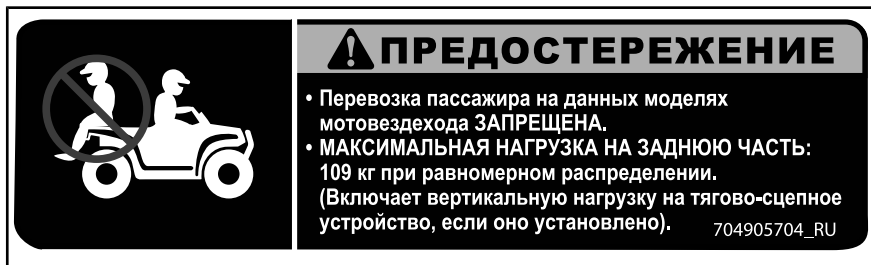 ПРЕДОСТЕРЕЖЕНИЕ
• Перевозка пассажира на данных моделях
мотовездехода ЗАПРЕЩЕНА.
• МАКСИМАЛЬНАЯ НАГРУЗКА НА ЗАДНЮЮ ЧАСТЬ:
109 кг при равномерном распределении.
(Включает вертикальную нагрузку на тягово-сцепное
устройство, если оно установлено).
704905704_RU